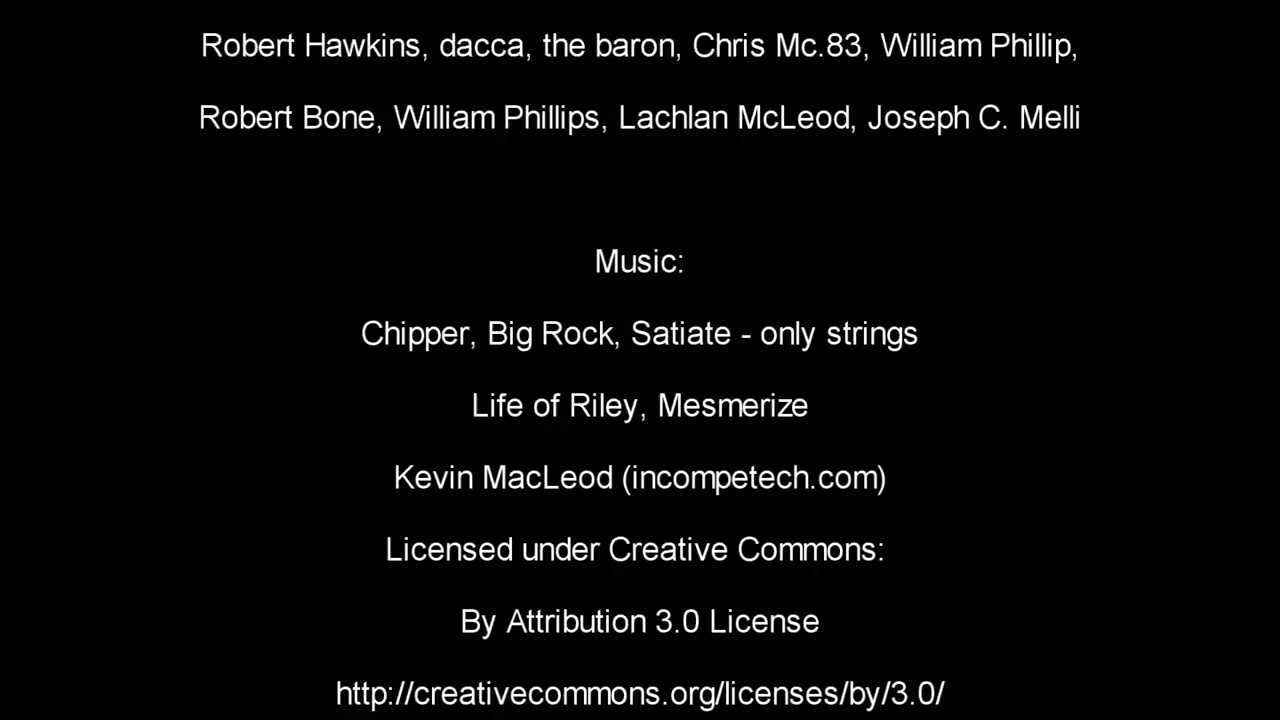 Robert Hawkins, dacca, the baron, Chris Mc.83, William Phillip,
Robert Bone, William Phillips, Lachlan McLeod, Joseph C. Melli
Music:
Chipper, Big Rock, Satiate - only strings
Life of Riley, Mesmerize
Kevin MacLeod (incompetech.com)
Licensed under Creative Commons:
By Attribution 3.0 License
http://creativecommons.org/licenses/by/3.0/